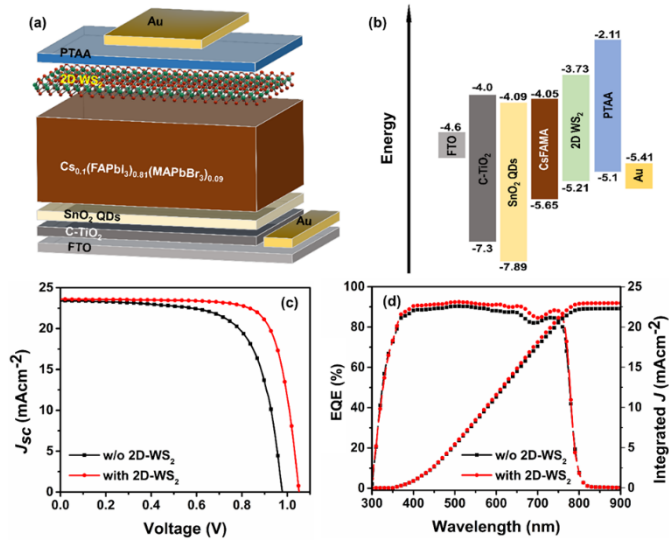 (a)
Au
PTAA
2D WS₂
Cs₀.₁(FAPbI₃)₀.₈₁(MAPbBr₃)₀.₀₉
SnO₂ QDs
C-TiO₂
FTO
Au
(b)
Energy
-4.6
FTO
-4.0
C-TiO₂
-7.3
-4.09
SnO₂ QDs
-7.89
-4.05
CsFAMA
-5.65
-3.73
2D WS₂
-5.21
-2.11
PTAA
-5.1
-5.41
Au
(c)
J_SC (mAcm⁻²)
25
20
15
10
5
0
0.0 0.2 0.4 0.6 0.8 1.0
Voltage (V)
w/o 2D-WS₂
with 2D-WS₂
(d)
EQE (%)
100
80
60
40
20
0
300 400 500 600 700 800 900
Wavelength (nm)
w/o 2D-WS₂
with 2D-WS₂
25
20
15
10
5
0
Integrated J (mAcm⁻²)